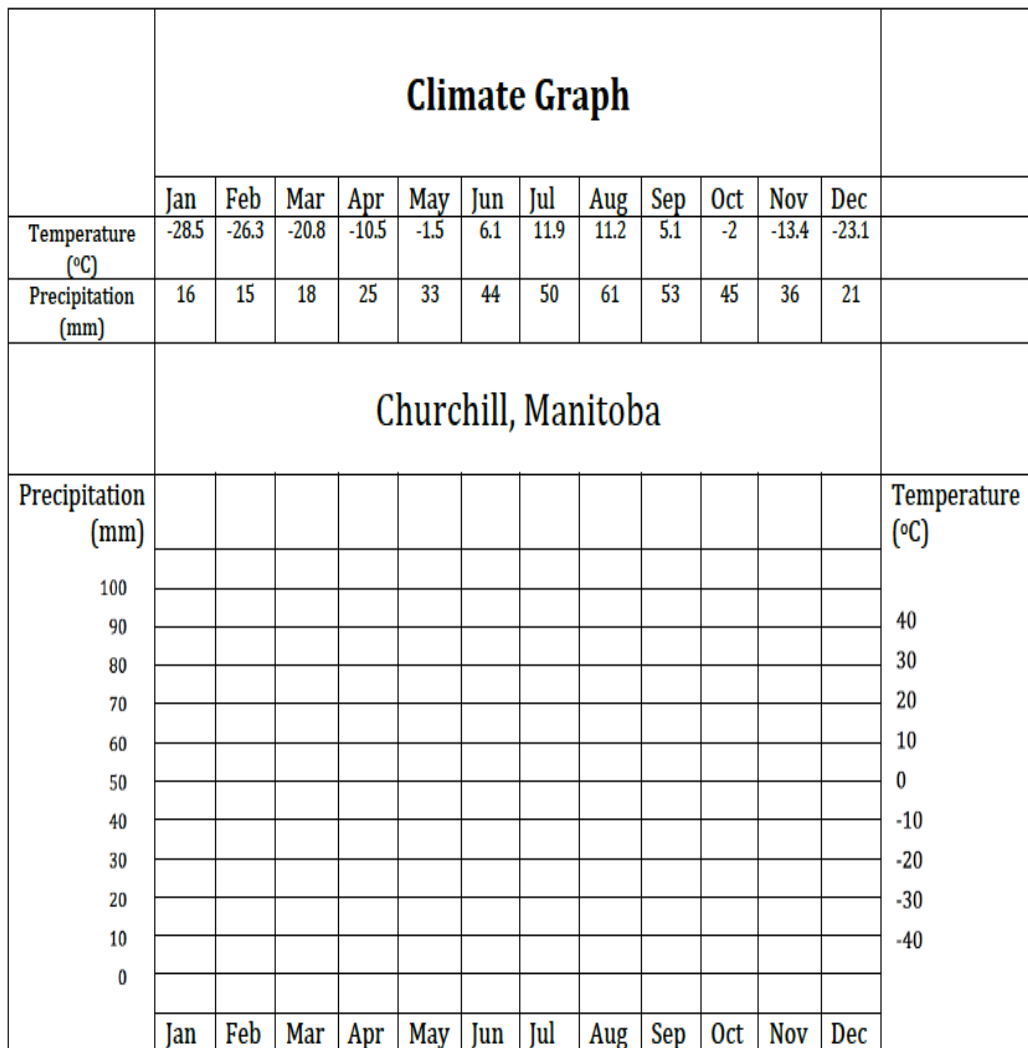 Climate Graph
Jan Feb Mar Apr May Jun Jul Aug Sep Oct Nov Dec
Temperature -28.5 -26.3 -20.8 -10.5 -1.5 6.1 11.9 11.2 5.1 -2 -13.4 -23.1
(°C)
Precipitation 16 15 18 25 33 44 50 61 53 45 36 21
(mm)
Churchill, Manitoba
Precipitation Temperature
(mm) (°C)
100
90 40
80 30
70 20
60 10
50 0
40 -10
30 -20
20 -30
10 -40
0
Jan Feb Mar Apr May Jun Jul Aug Sep Oct Nov Dec